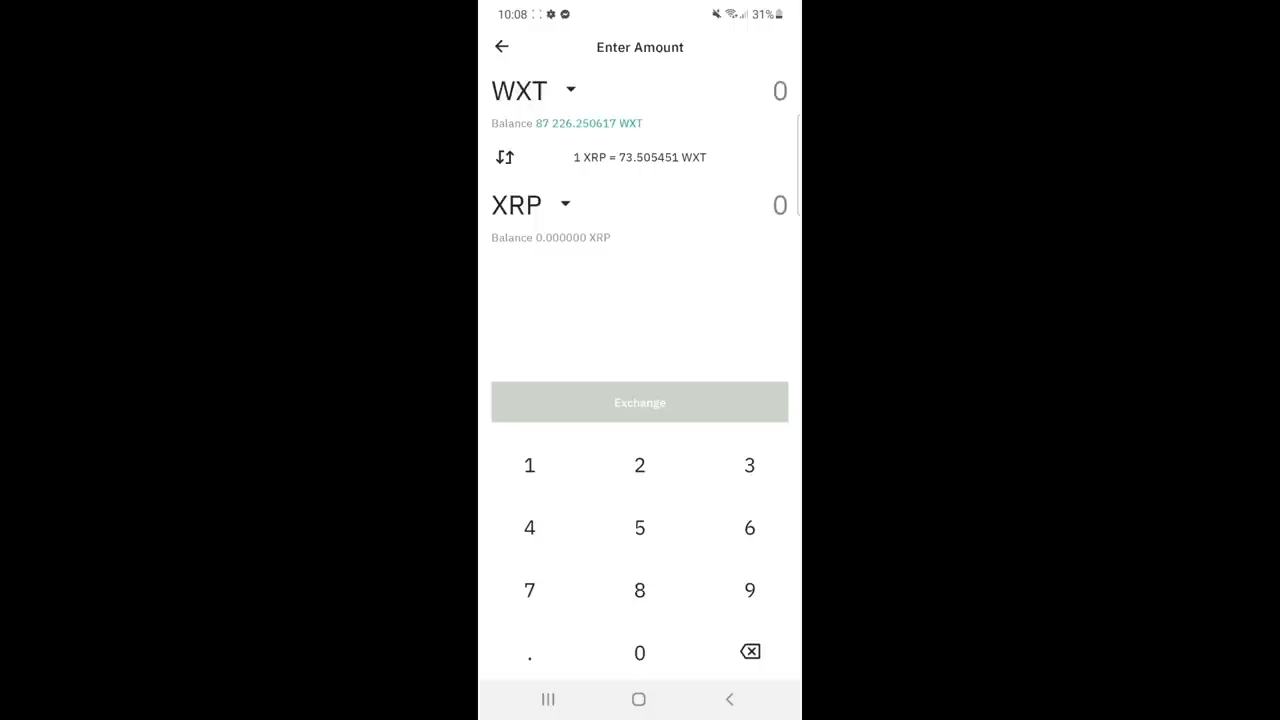 10:08 31%
Enter Amount
WXT 0
Balance 87 226.250617 WXT
1 XRP = 73.505451 WXT
XRP 0
Balance 0.000000 XRP
Exchange
1 2 3
4 5 6
7 8 9
. 0